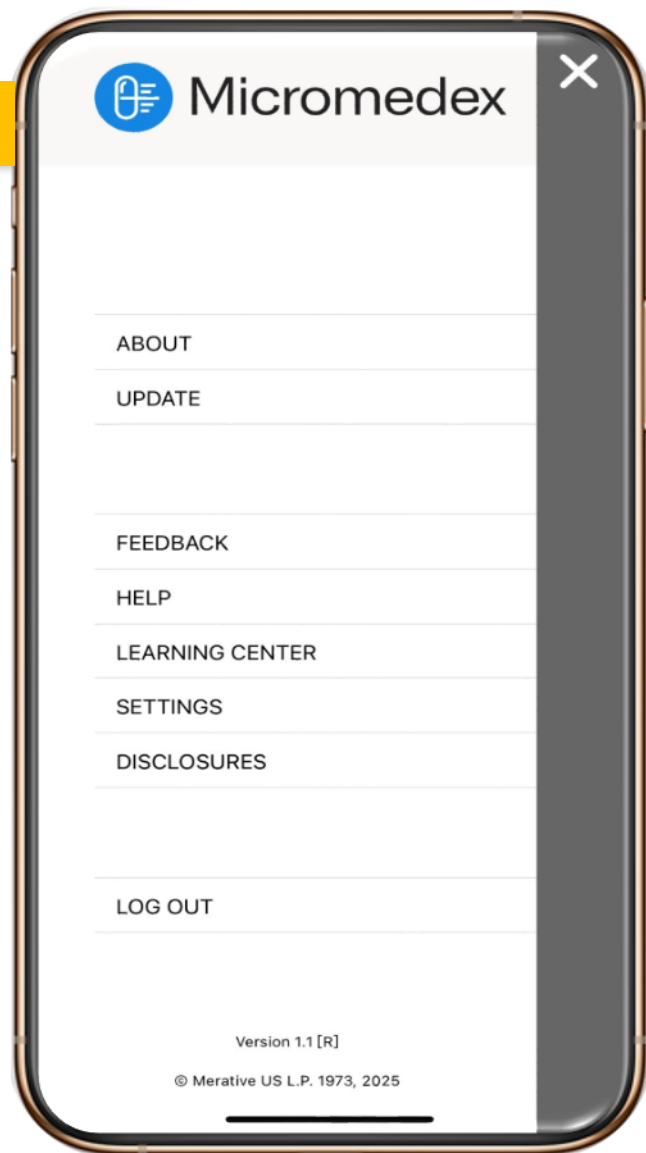 Micromedex
ABOUT
UPDATE
FEEDBACK
HELP
LEARNING CENTER
SETTINGS
DISCLOSURES
LOG OUT
Version 1.1 [R]
© Merative US L.P. 1973, 2025